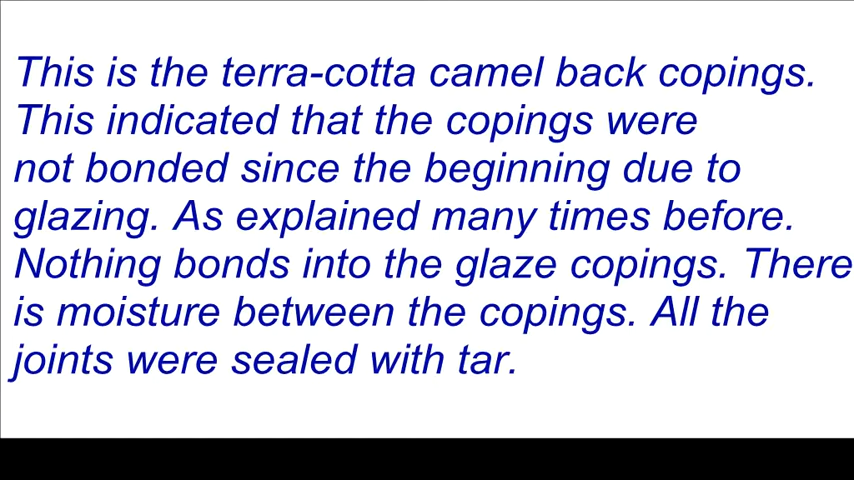 This is the terra-cotta camel back copings.
This indicated that the copings were
not bonded since the beginning due to
glazing. As explained many times before.
Nothing bonds into the glaze copings. There
is moisture between the copings. All the
joints were sealed with tar.